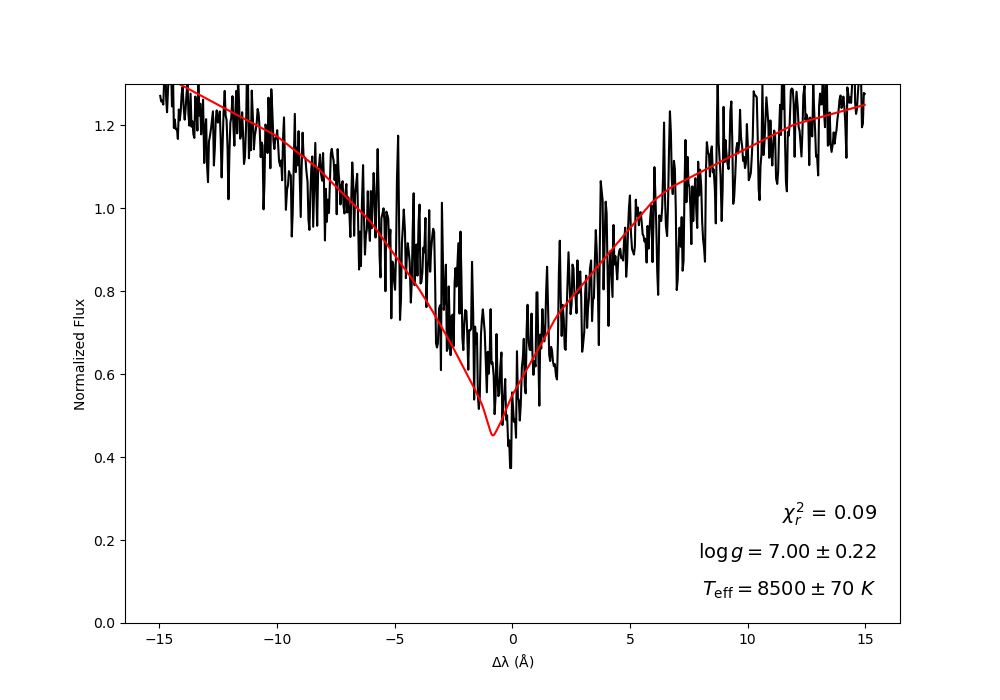 1.2
1.0
0.8
0.6
0.4
0.2
0.0
Normalized Flux
χ²ᵣ = 0.09
log g = 7.00 ± 0.22
T_eff = 8500 ± 70 K
−15 −10 −5 0 5 10 15
Δλ (Å)